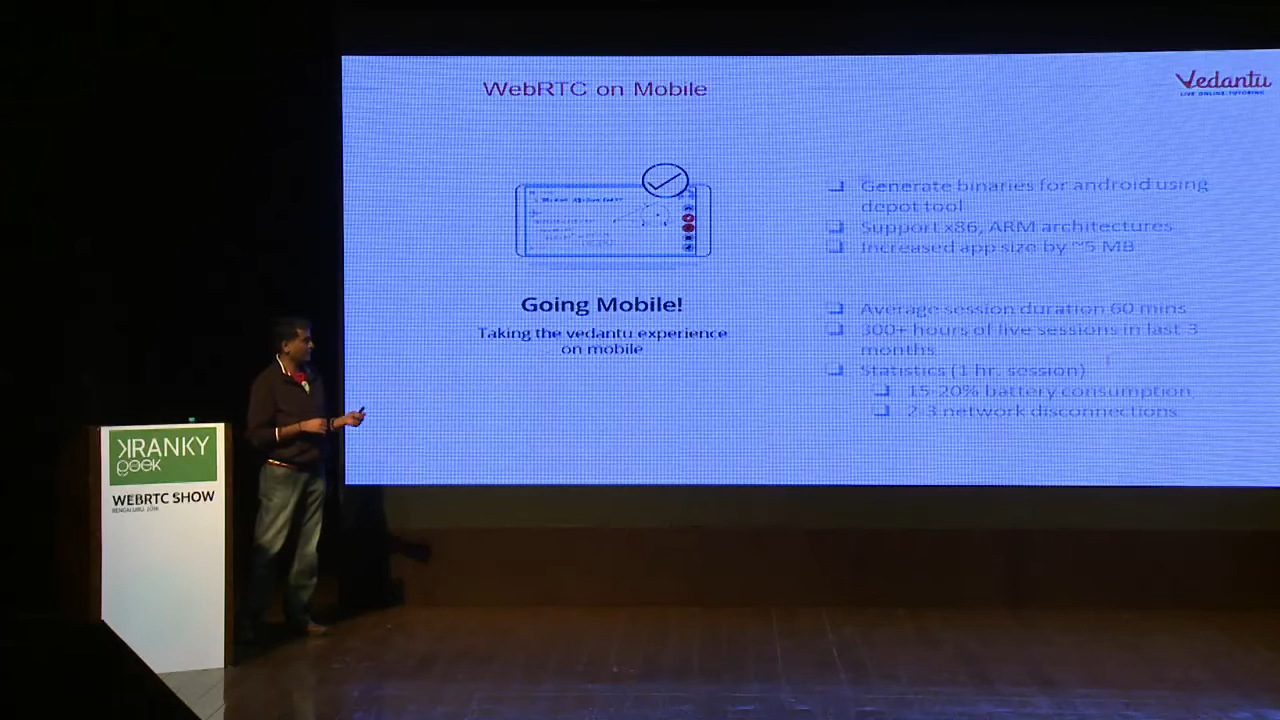 WebRTC on Mobile
Vedantu
LIVE ONLINE TUTORING
Generate binaries for android using
depot tool
Support x86, ARM architectures
Increased app size by ~5 MB
Going Mobile!
Taking the vedantu experience
on mobile
Average session duration 60 mins
300+ hours of live sessions in last 3
months
Statistics (1 hr. session)
15-20% battery consumption
2-3 network disconnections
KRANKY
geek
WEBRTC SHOW